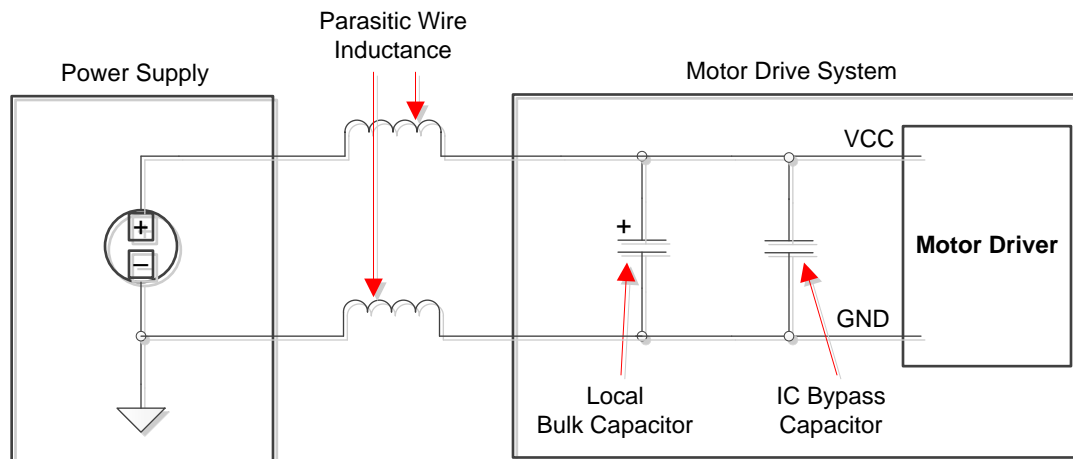 Parasitic Wire
Inductance
Power Supply
Motor Drive System
VCC
+
−
+
Motor Driver
GND
Local
Bulk Capacitor
IC Bypass
Capacitor